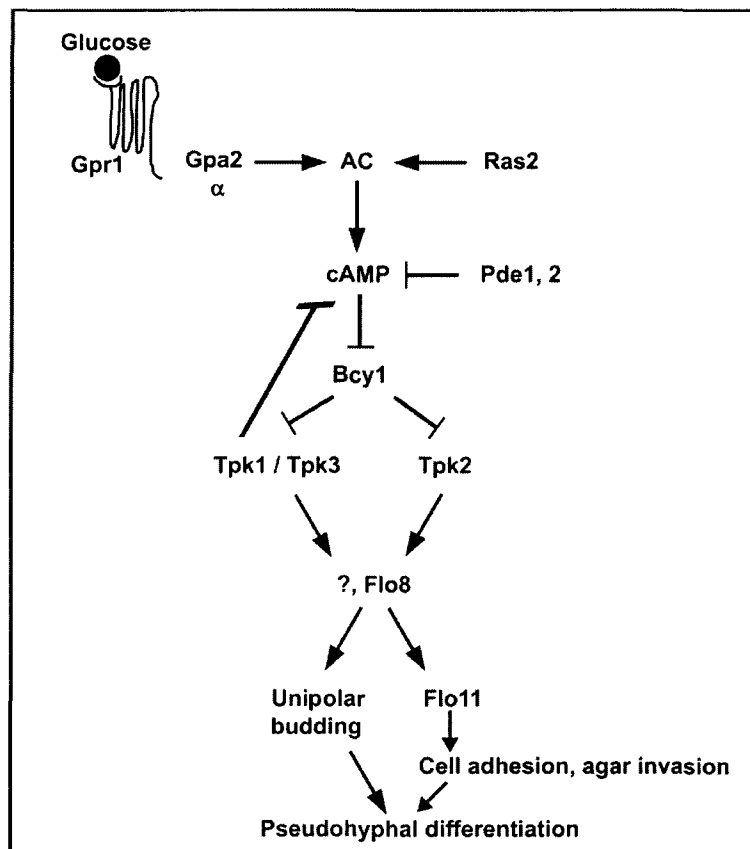 Glucose
Gpr1
Gpa2
α
AC
Ras2
cAMP
Pde1, 2
Bcy1
Tpk1 / Tpk3
Tpk2
?, Flo8
Unipolar
budding
Flo11
Cell adhesion, agar invasion
Pseudohyphal differentiation